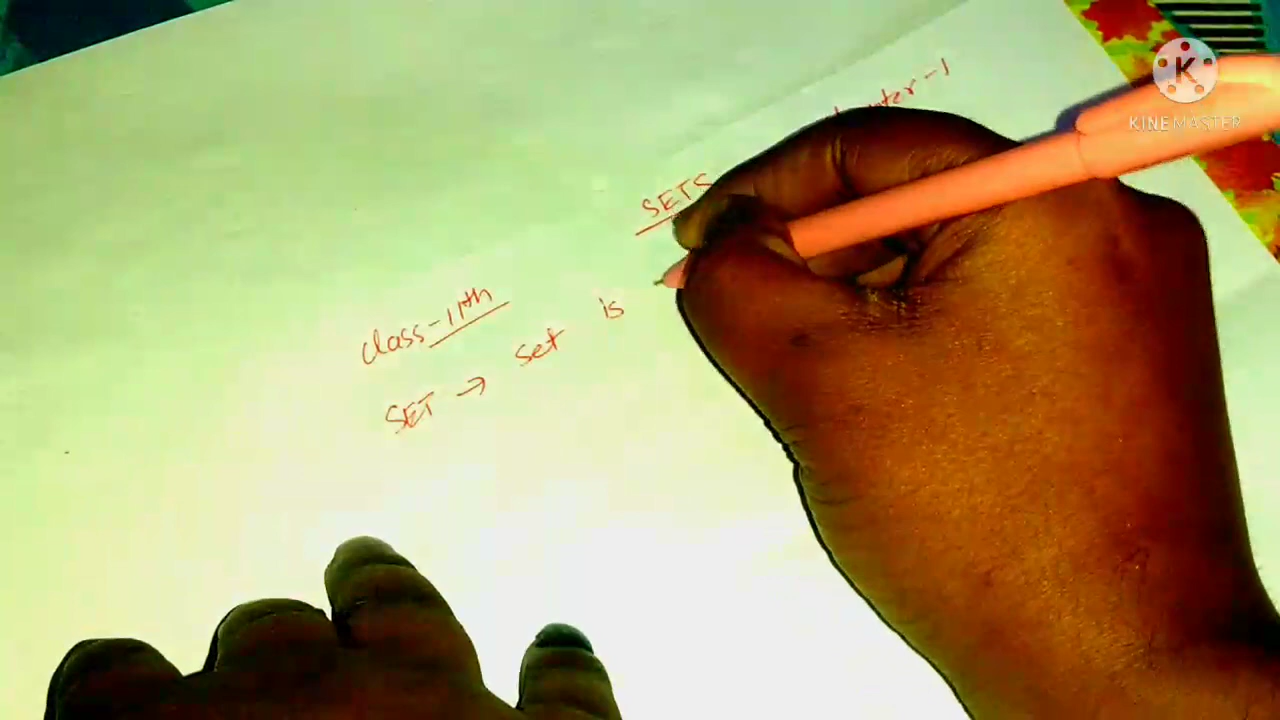 SETS
class-11th
SET → set is
K
KINEMASTER